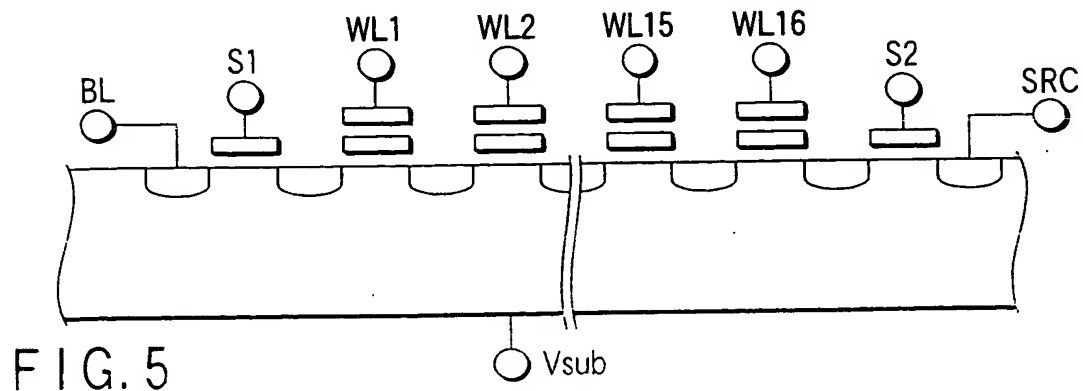 BL
S1
WL1
WL2
WL15
WL16
S2
SRC
Vsub
FIG. 5